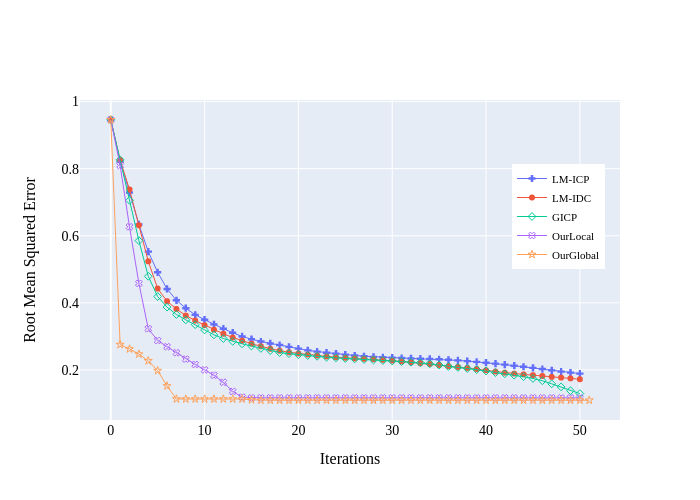 1
0.8
0.6
0.4
0.2
0
10
20
30
40
50
Root Mean Squared Error
Iterations
LM-ICP
LM-IDC
GICP
OurLocal
OurGlobal